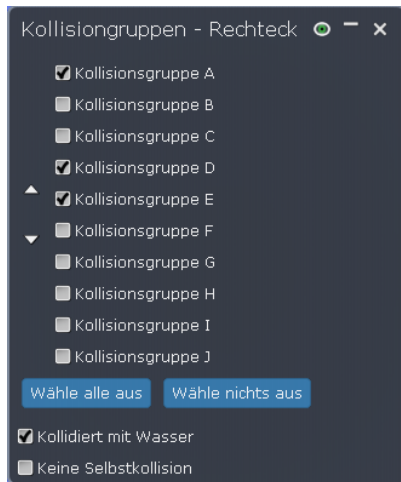 Kollisiongruppen - Rechteck
Kollisionsgruppe A
Kollisionsgruppe B
Kollisionsgruppe C
Kollisionsgruppe D
Kollisionsgruppe E
Kollisionsgruppe F
Kollisionsgruppe G
Kollisionsgruppe H
Kollisionsgruppe I
Kollisionsgruppe J
Wähle alle aus Wähle nichts aus
Kollidiert mit Wasser
Keine Selbstkollision